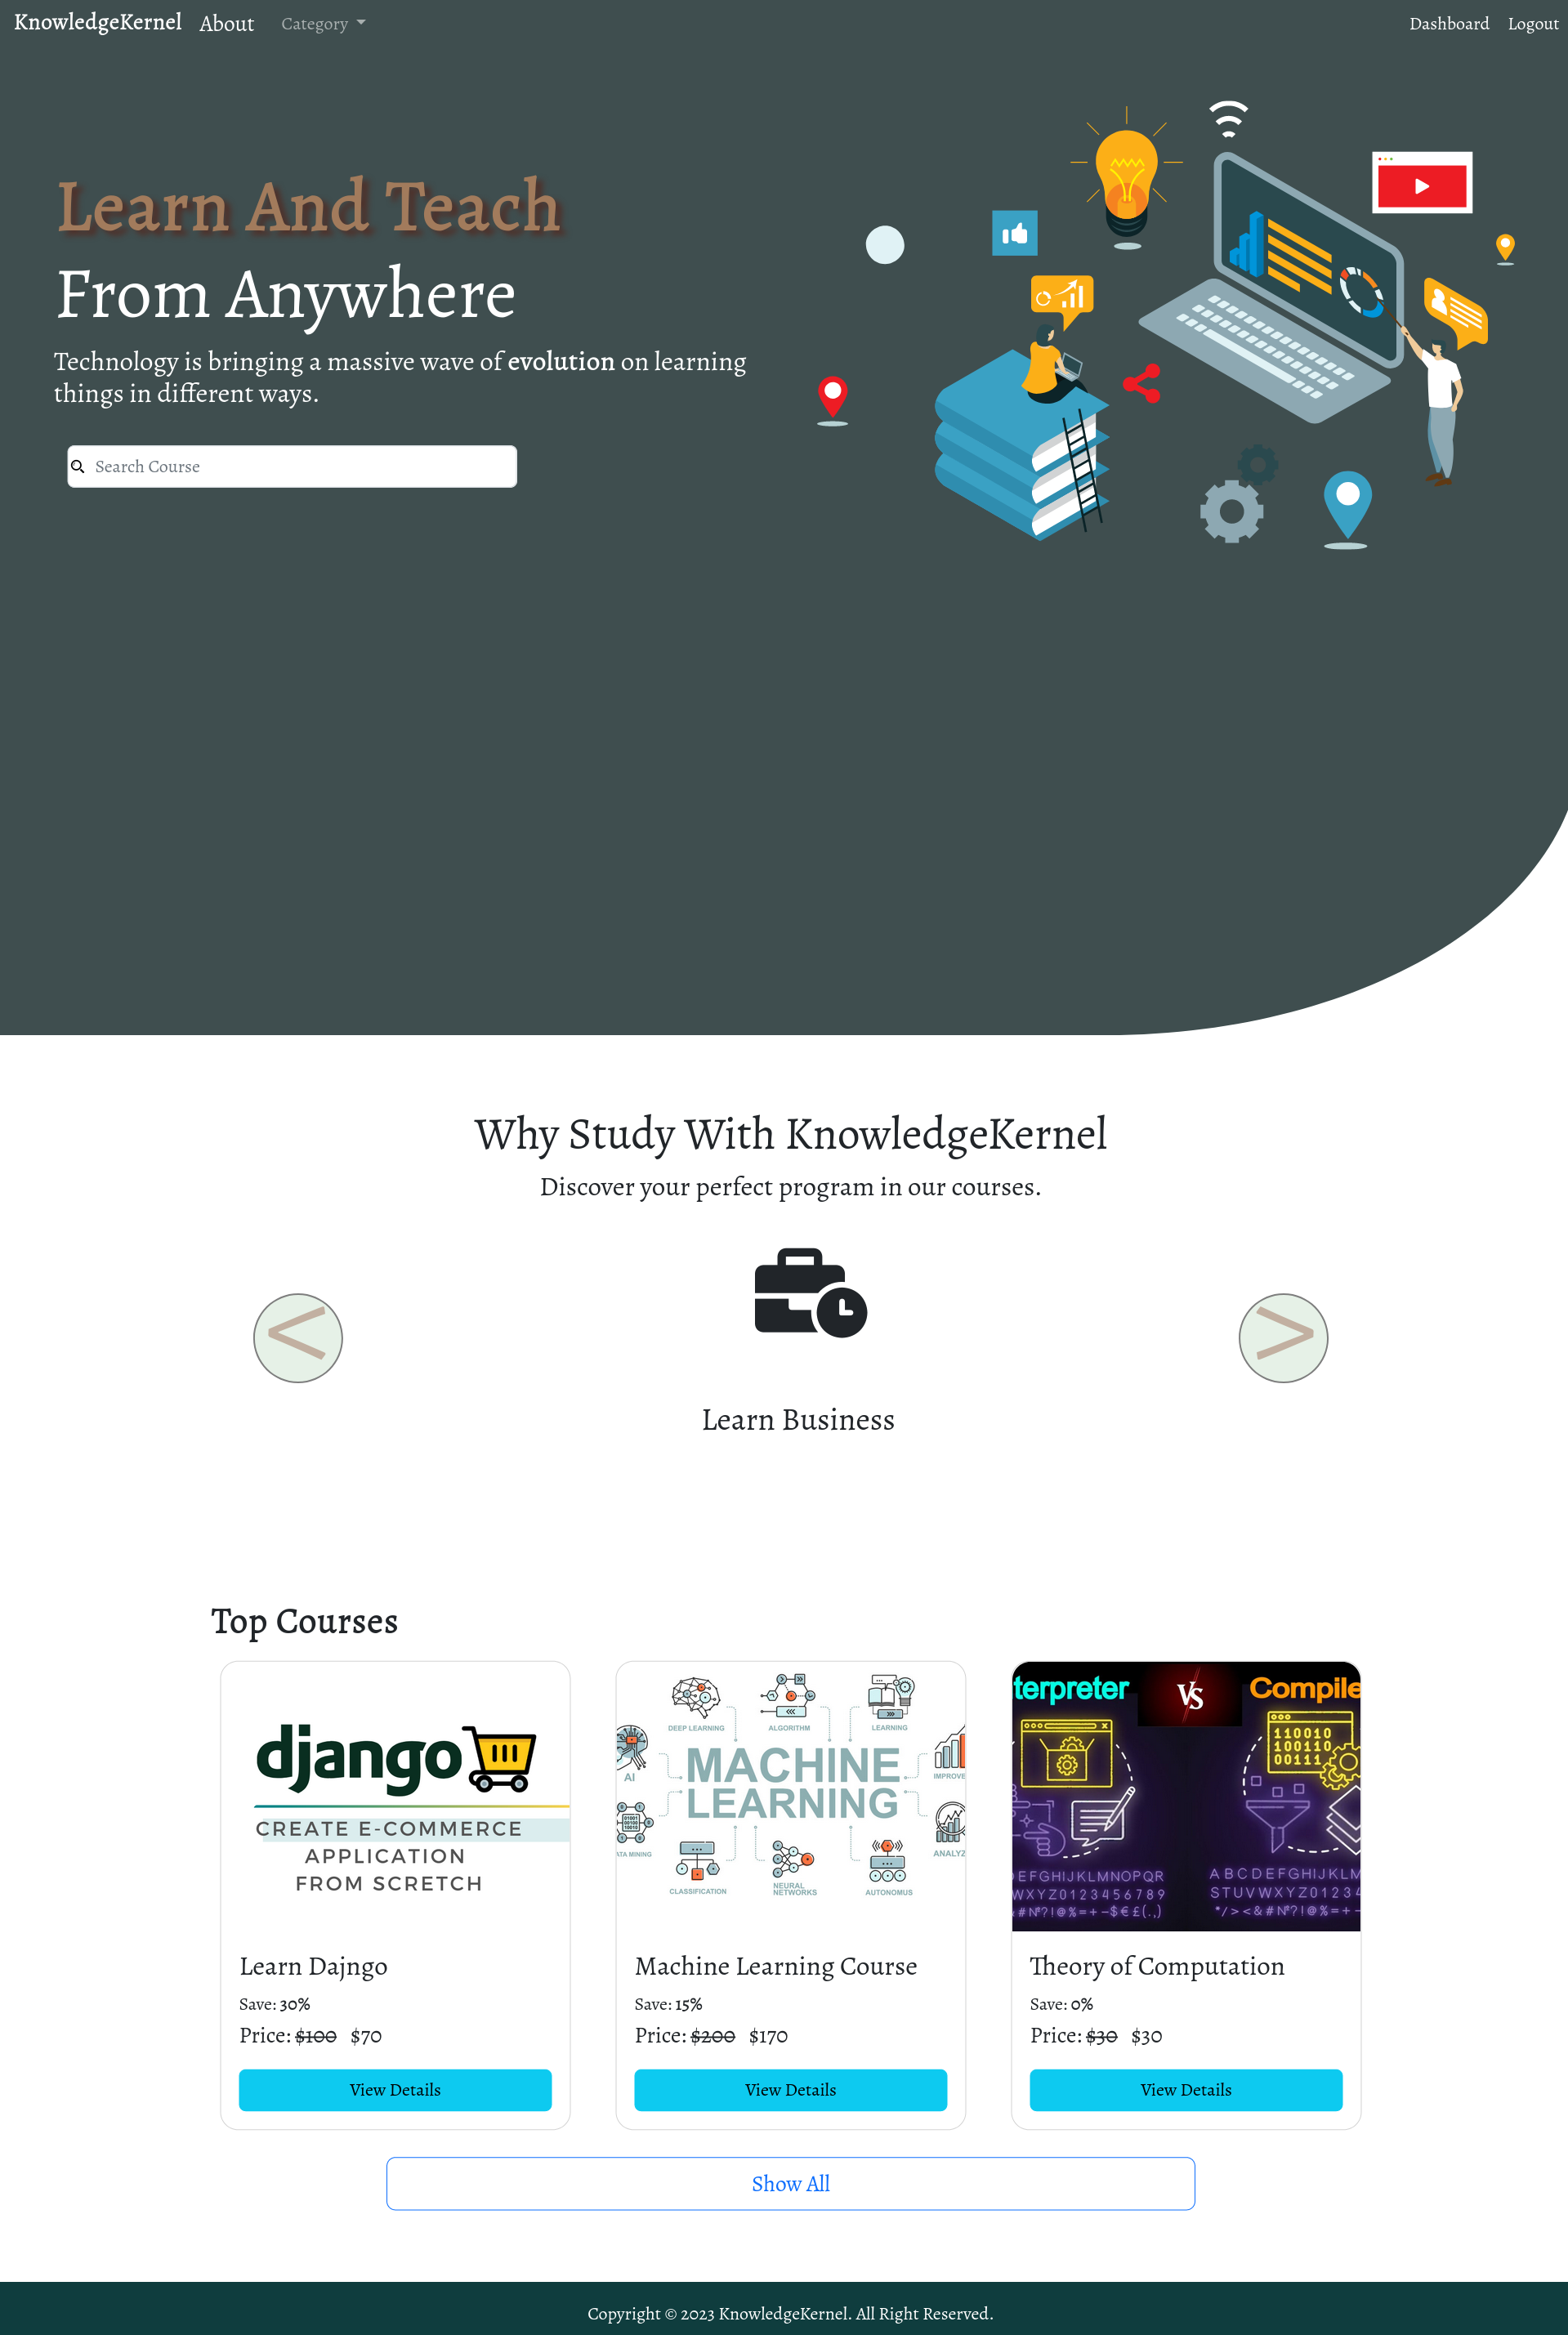 KnowledgeKernel About Category Dashboard Logout
Learn And Teach
From Anywhere
Technology is bringing a massive wave of evolution on learning
things in different ways.
Search Course
Why Study With KnowledgeKernel
Discover your perfect program in our courses.
<
>
Learn Business
Top Courses
django
CREATE E-COMMERCE
APPLICATION
FROM SCRETCH
Learn Dajngo
Save: 30%
Price: $100 $70
View Details
DEEP LEARNING
ALGORITHM
LEARNING
AI
MACHINE
LEARNING
IMPROVE
ATA MINING
ANALYZ
CLASSIFICATION
NEURAL
NETWORKS
AUTONOMUS
Machine Learning Course
Save: 15%
Price: $200 $170
View Details
terpreter
VS
Compile
110010
100110
00111
EFGHIJKLMNOPQR
WXYZ0123456789
&#№?!@%=+-$€£(.,)
ABCDEFGHIJKLM
STUVWXYZ01234
*/><&#№?!@%=+-
Theory of Computation
Save: 0%
Price: $30 $30
View Details
Show All
Copyright © 2023 KnowledgeKernel. All Right Reserved.